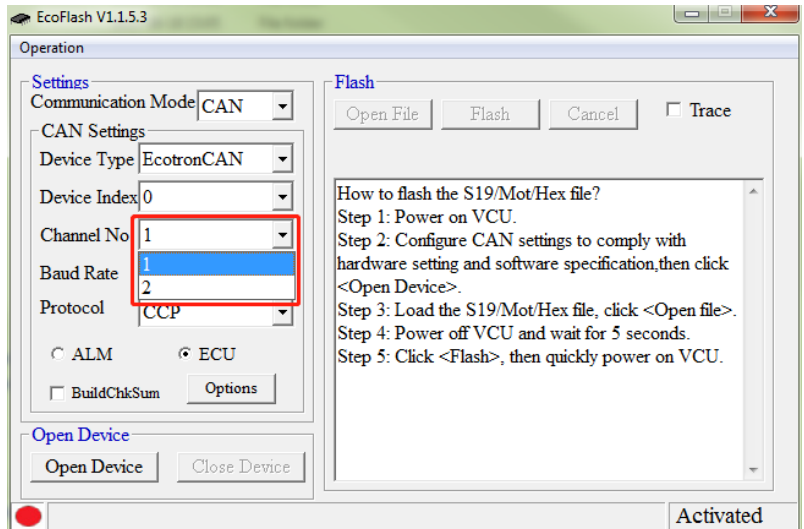 EcoFlash V1.1.5.3
Operation
Settings
Communication Mode CAN
CAN Settings
Device Type EcotronCAN
Device Index 0
Channel No 1
1
2
Baud Rate
Protocol CCP
ALM ECU
BuildChkSum Options
Open Device
Open Device Close Device
Flash
Open File Flash Cancel Trace
How to flash the S19/Mot/Hex file?
Step 1: Power on VCU.
Step 2: Configure CAN settings to comply with
hardware setting and software specification,then click
<Open Device>.
Step 3: Load the S19/Mot/Hex file, click <Open file>.
Step 4: Power off VCU and wait for 5 seconds.
Step 5: Click <Flash>, then quickly power on VCU.
Activated